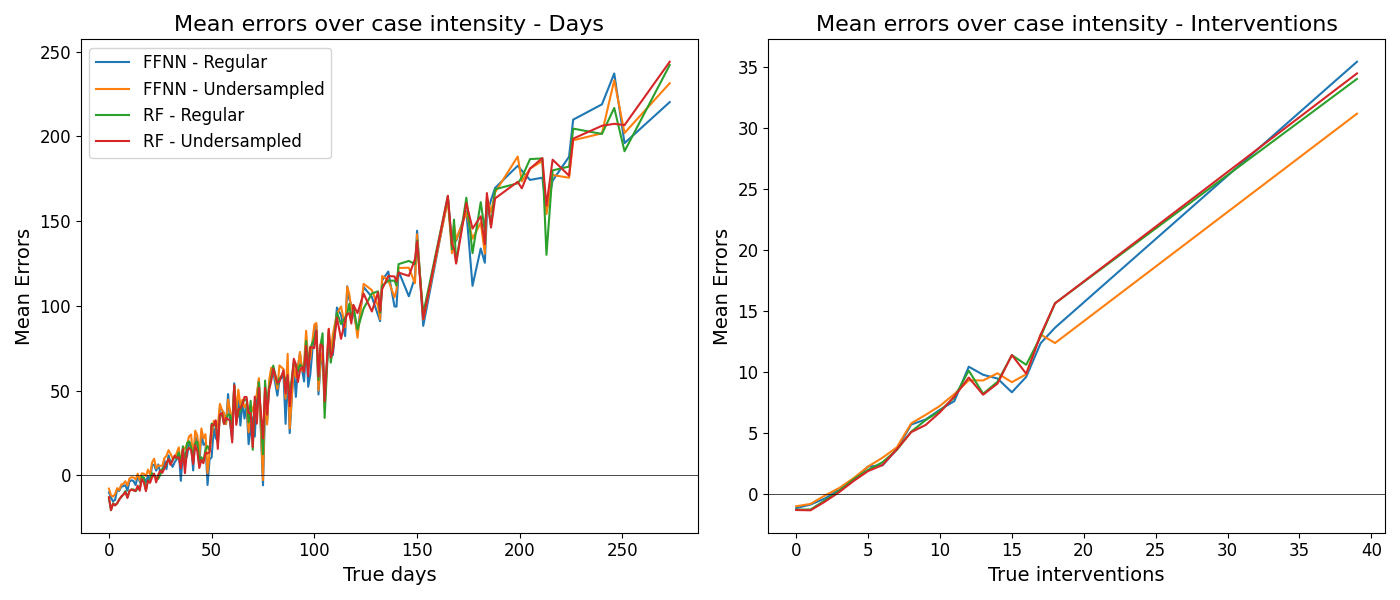 Mean errors over case intensity - Days
Mean Errors
250
200
150
100
50
0
FFNN - Regular
FFNN - Undersampled
RF - Regular
RF - Undersampled
0 50 100 150 200 250
True days
Mean errors over case intensity - Interventions
Mean Errors
35
30
25
20
15
10
5
0
0 5 10 15 20 25 30 35 40
True interventions